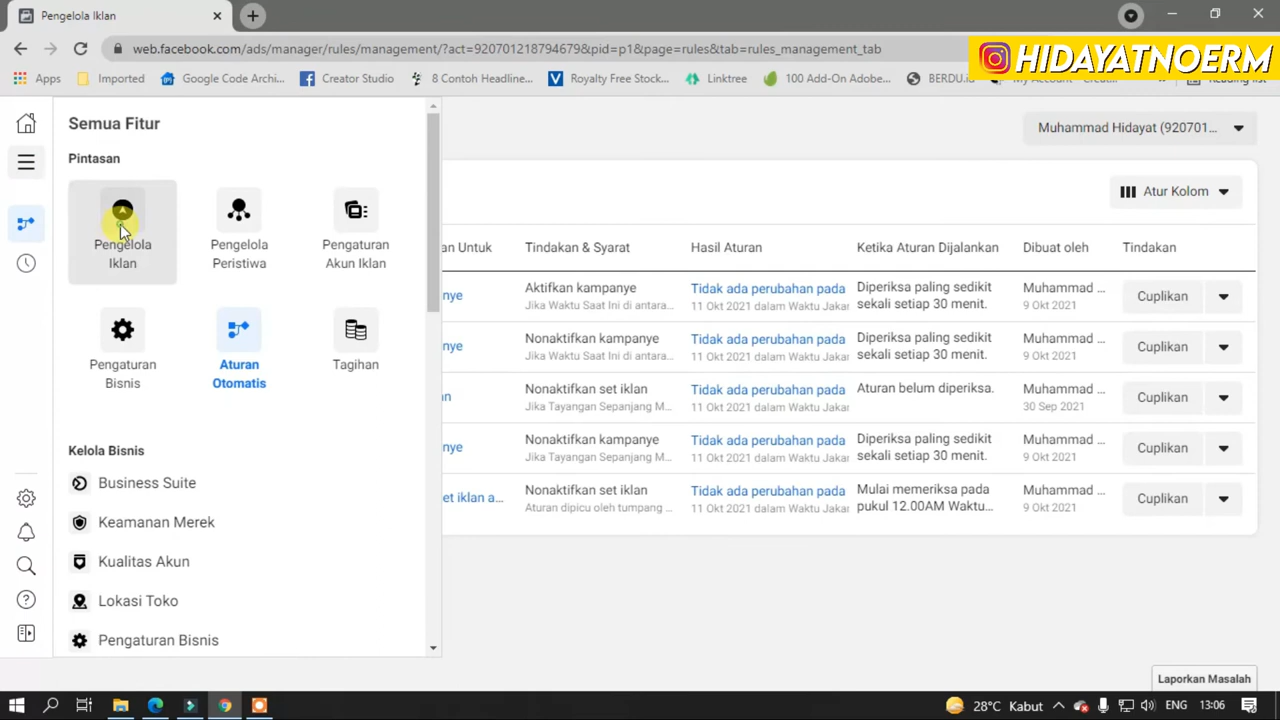 Pengelola Iklan
web.facebook.com/ads/manager/rules/management/?act=9207012187946​79&pid=p1&page=rules&tab=rules_management_tab
HIDAYATNOERM
Apps
Imported
Google Code Archi...
Creator Studio
8 Contoh Headline...
Royalty Free Stock...
Linktree
100 Add-On Adobe...
BERDU.id
Semua Fitur
Pintasan
Pengelola Iklan
Pengelola Peristiwa
Pengaturan Akun Iklan
Pengaturan Bisnis
Aturan Otomatis
Tagihan
Kelola Bisnis
Business Suite
Keamanan Merek
Kualitas Akun
Lokasi Toko
Pengaturan Bisnis
Muhammad Hidayat (920701...
Atur Kolom
an Untuk Tindakan & Syarat Hasil Aturan Ketika Aturan Dijalankan Dibuat oleh Tindakan
nye Aktifkan kampanye Tidak ada perubahan pada Diperiksa paling sedikit Muhammad ... Cuplikan
Jika Waktu Saat Ini di antara... 11 Okt 2021 dalam Waktu Jakar sekali setiap 30 menit. 9 Okt 2021
nye Nonaktifkan kampanye Tidak ada perubahan pada Diperiksa paling sedikit Muhammad ... Cuplikan
Jika Waktu Saat Ini di antara... 11 Okt 2021 dalam Waktu Jakar sekali setiap 30 menit. 9 Okt 2021
n Nonaktifkan set iklan Tidak ada perubahan pada Aturan belum diperiksa. Muhammad ... Cuplikan
Jika Tayangan Sepanjang M... 11 Okt 2021 dalam Waktu Jakar 30 Sep 2021
nye Nonaktifkan kampanye Tidak ada perubahan pada Diperiksa paling sedikit Muhammad ... Cuplikan
Jika Tayangan Sepanjang M... 11 Okt 2021 dalam Waktu Jakar sekali setiap 30 menit. 9 Okt 2021
et iklan a... Nonaktifkan set iklan Tidak ada perubahan pada Mulai memeriksa pada Muhammad ... Cuplikan
Aturan dipicu oleh tumpang ... 11 Okt 2021 dalam Waktu Jakar pukul 12.00AM Waktu... 9 Okt 2021
Laporkan Masalah
28°C Kabut ENG 13:06